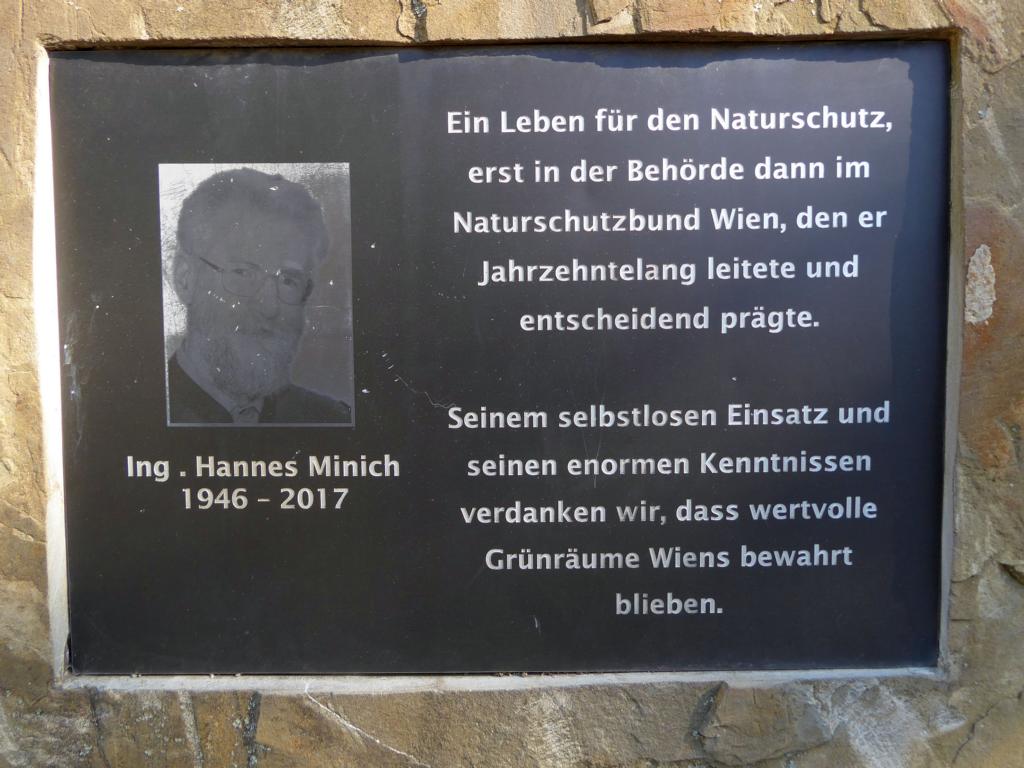 Ein Leben für den Naturschutz,
erst in der Behörde dann im
Naturschutzbund Wien, den er
Jahrzehntelang leitete und
entscheidend prägte.
Seinem selbstlosen Einsatz und
seinen enormen Kenntnissen
verdanken wir, dass wertvolle
Grünräume Wiens bewahrt
blieben.
Ing . Hannes Minich
1946 – 2017